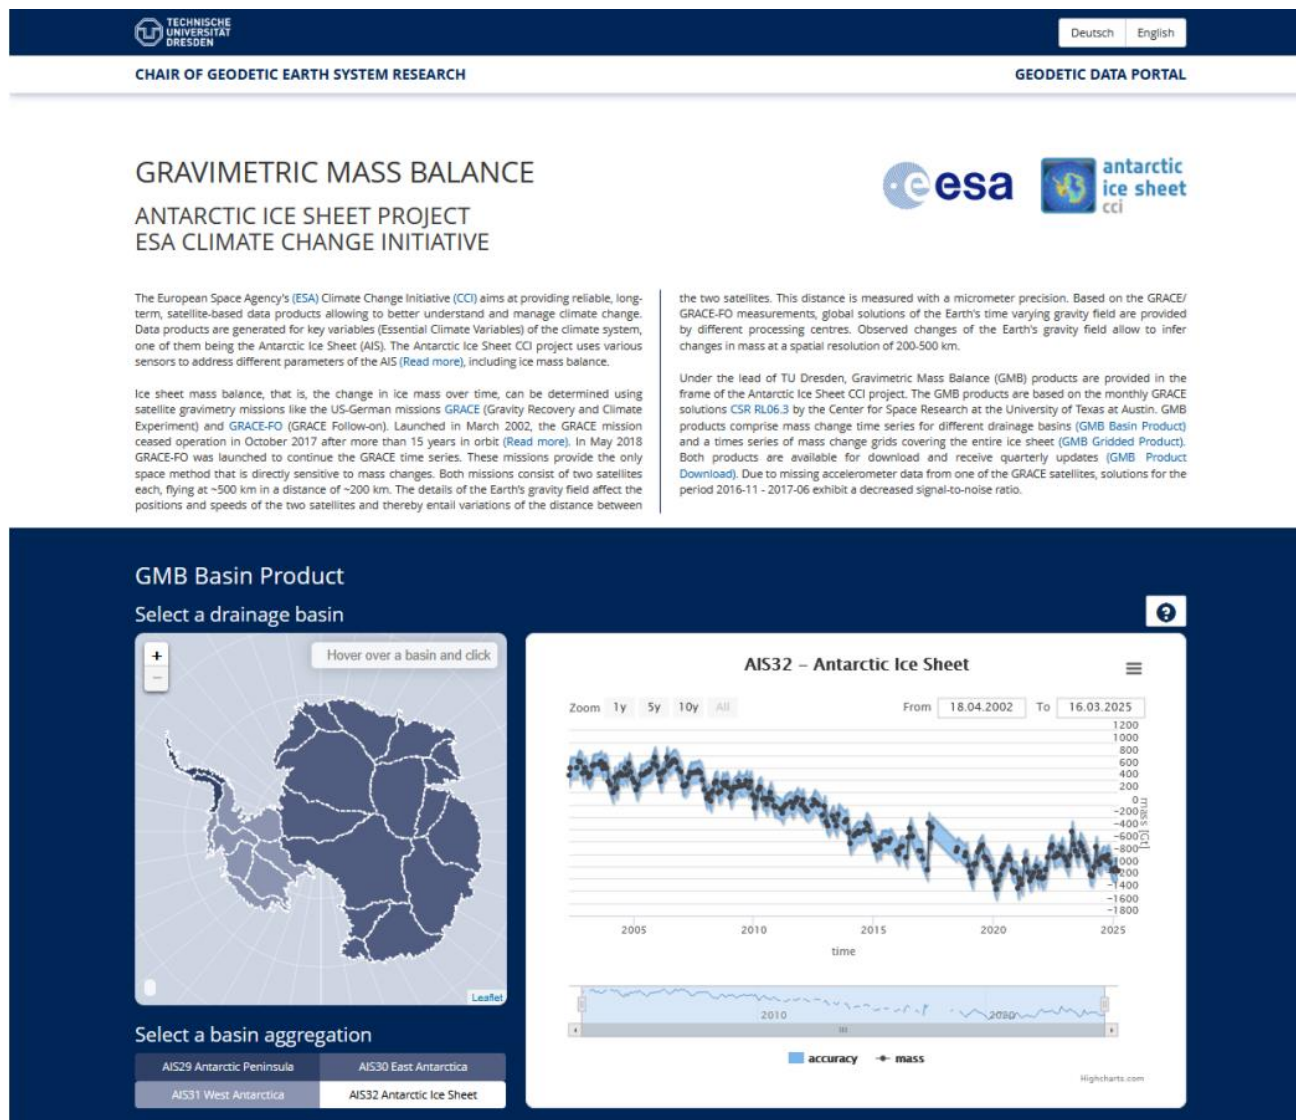 TECHNISCHE
UNIVERSITÄT
DRESDEN
Deutsch English
CHAIR OF GEODETIC EARTH SYSTEM RESEARCH
GEODETIC DATA PORTAL
GRAVIMETRIC MASS BALANCE
ANTARCTIC ICE SHEET PROJECT
ESA CLIMATE CHANGE INITIATIVE
esa
antarctic
ice sheet
cci
The European Space Agency's (ESA) Climate Change Initiative (CCI) aims at providing reliable, long-
term, satellite-based data products allowing to better understand and manage climate change.
Data products are generated for key variables (Essential Climate Variables) of the climate system,
one of them being the Antarctic Ice Sheet (AIS). The Antarctic Ice Sheet CCI project uses various
sensors to address different parameters of the AIS (Read more), including ice mass balance.
Ice sheet mass balance, that is, the change in ice mass over time, can be determined using
satellite gravimetry missions like the US-German missions GRACE (Gravity Recovery and Climate
Experiment) and GRACE-FO (GRACE Follow-on). Launched in March 2002, the GRACE mission
ceased operation in October 2017 after more than 15 years in orbit (Read more). In May 2018
GRACE-FO was launched to continue the GRACE time series. These missions provide the only
space method that is directly sensitive to mass changes. Both missions consist of two satellites
each, flying at ~500 km in a distance of ~200 km. The details of the Earth's gravity field affect the
positions and speeds of the two satellites and thereby entail variations of the distance between
the two satellites. This distance is measured with a micrometer precision. Based on the GRACE/
GRACE-FO measurements, global solutions of the Earth's time varying gravity field are provided
by different processing centres. Observed changes of the Earth's gravity field allow to infer
changes in mass at a spatial resolution of 200-500 km.
Under the lead of TU Dresden, Gravimetric Mass Balance (GMB) products are provided in the
frame of the Antarctic Ice Sheet CCI project. The GMB products are based on the monthly GRACE
solutions CSR RL06.3 by the Center for Space Research at the University of Texas at Austin. GMB
products comprise mass change time series for different drainage basins (GMB Basin Product)
and a times series of mass change grids covering the entire ice sheet (GMB Gridded Product).
Both products are available for download and receive quarterly updates (GMB Product
Download). Due to missing accelerometer data from one of the GRACE satellites, solutions for the
period 2016-11 - 2017-06 exhibit a decreased signal-to-noise ratio.
GMB Basin Product
Select a drainage basin
?
+
−
Hover over a basin and click
Leaflet
AIS32 – Antarctic Ice Sheet
Zoom 1y 5y 10y All
From 18.04.2002 To 16.03.2025
1200
1000
800
600
400
200
0
-200
-400
-600
-800
-1000
-1200
-1400
-1600
-1800
mass [Gt]
2005 2010 2015 2020 2025
time
2010 2020
accuracy mass
Highcharts.com
Select a basin aggregation
AIS29 Antarctic Peninsula AIS30 East Antarctica
AIS31 West Antarctica AIS32 Antarctic Ice Sheet